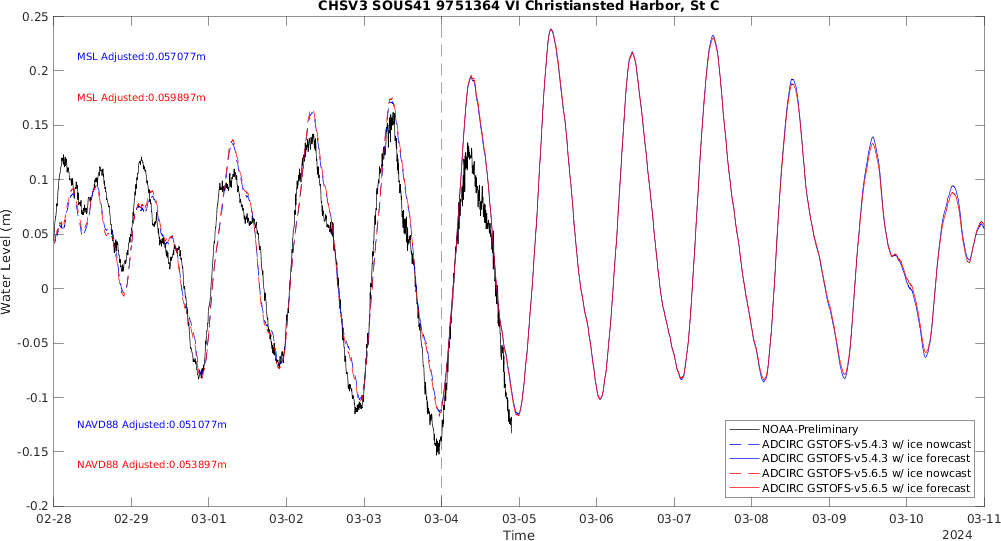 CHSV3 SOUS41 9751364 VI Christiansted Harbor, St C
0.25
0.2
0.15
0.1
0.05
0
-0.05
-0.1
-0.15
-0.2
Water Level (m)
MSL Adjusted:0.057077m
MSL Adjusted:0.059897m
NAVD88 Adjusted:0.051077m
NAVD88 Adjusted:0.053897m
NOAA-Preliminary
ADCIRC GSTOFS-v5.4.3 w/ ice nowcast
ADCIRC GSTOFS-v5.4.3 w/ ice forecast
ADCIRC GSTOFS-v5.6.5 w/ ice nowcast
ADCIRC GSTOFS-v5.6.5 w/ ice forecast
02-28 02-29 03-01 03-02 03-03 03-04 03-05 03-06 03-07 03-08 03-09 03-10 03-11
Time
2024